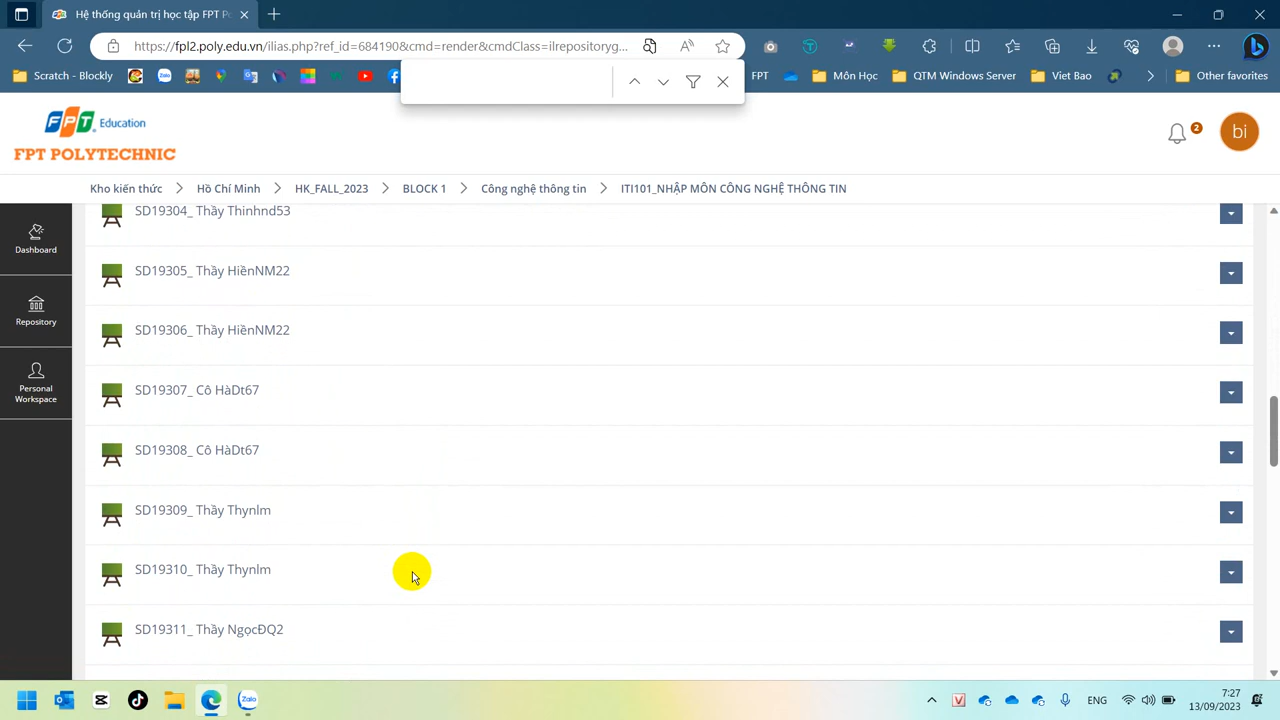 Hệ thống quản trị học tập FPT P
https://fpl2.poly.edu.vn/ilias.php?ref_id=684190&cmd=render&cmdClass=ilrepositoryg...
Scratch - Blockly
FPT
Môn Học
QTM Windows Server
Viet Bao
Other favorites
FPT Education
FPT POLYTECHNIC
2
bi
Kho kiến thức
Hồ Chí Minh
HK_FALL_2023
BLOCK 1
Công nghệ thông tin
ITI101_NHẬP MÔN CÔNG NGHỆ THÔNG TIN
Dashboard
Repository
Personal Workspace
SD19304_ Thầy Thinhnd53
SD19305_ Thầy HiềnNM22
SD19306_ Thầy HiềnNM22
SD19307_ Cô HàDt67
SD19308_ Cô HàDt67
SD19309_ Thầy Thynlm
SD19310_ Thầy Thynlm
SD19311_ Thầy NgọcĐQ2
Zalo
ENG
7:27
13/09/2023